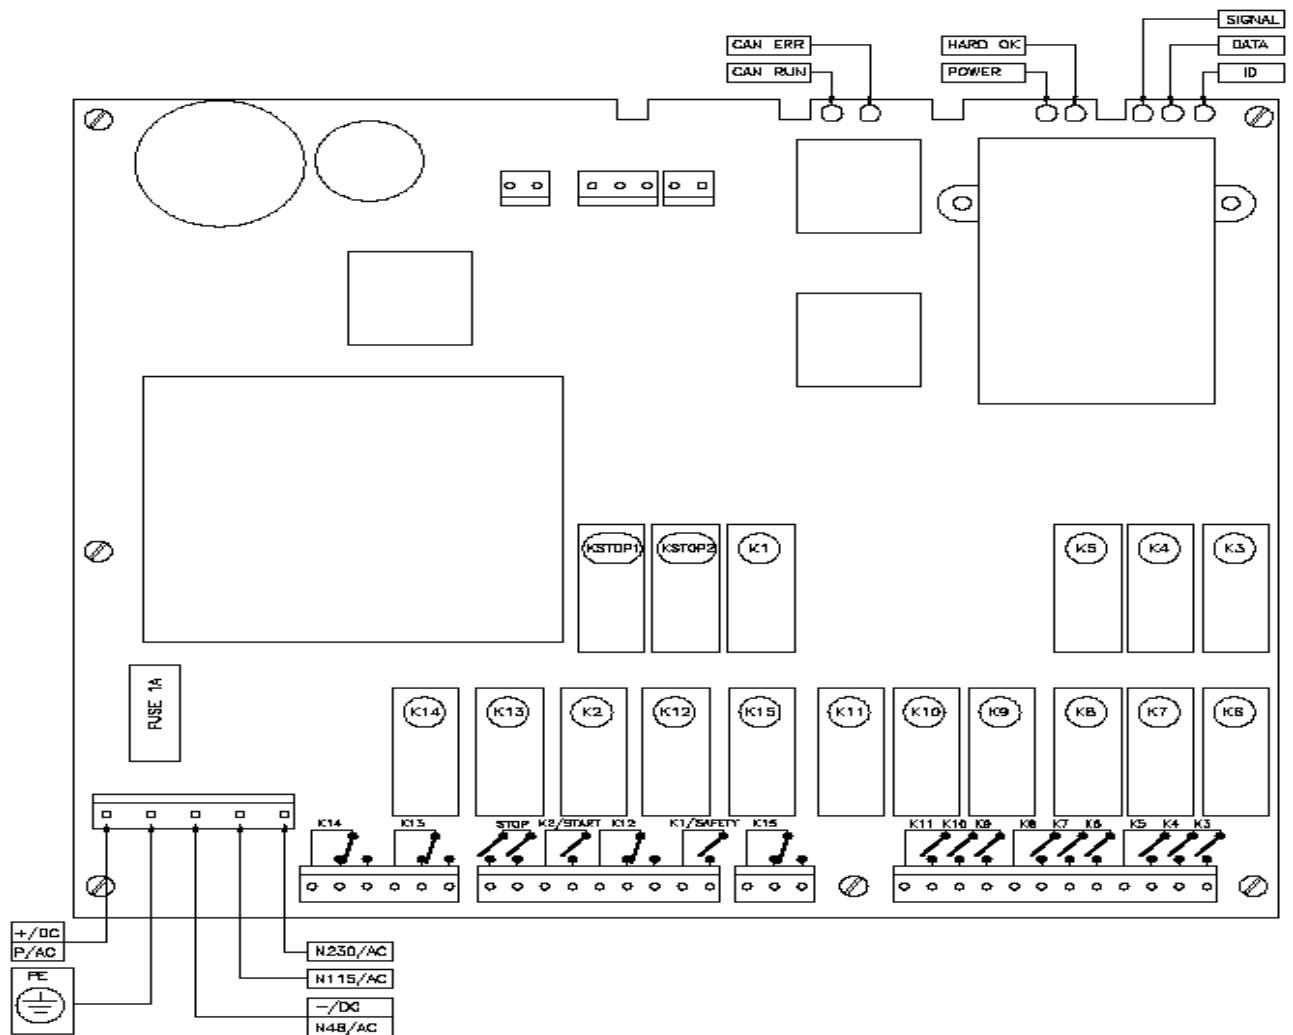 SIGNAL
CAN ERR HARD OK DATA
CAN RUN POWER ID
KSTOP1 KSTOP2 K1 K5 K4 K3
FUSE 1A
K14 K13 K2 K12 K15 K11 K10 K9 K8 K7 K6
K14 K13 STOP K2/START K12 K1/SAFETY K15 K11 K10 K9 K8 K7 K6 K5 K4 K3
+/DC
P/AC N230/AC
PE N115/AC
-/DC
N48/AC